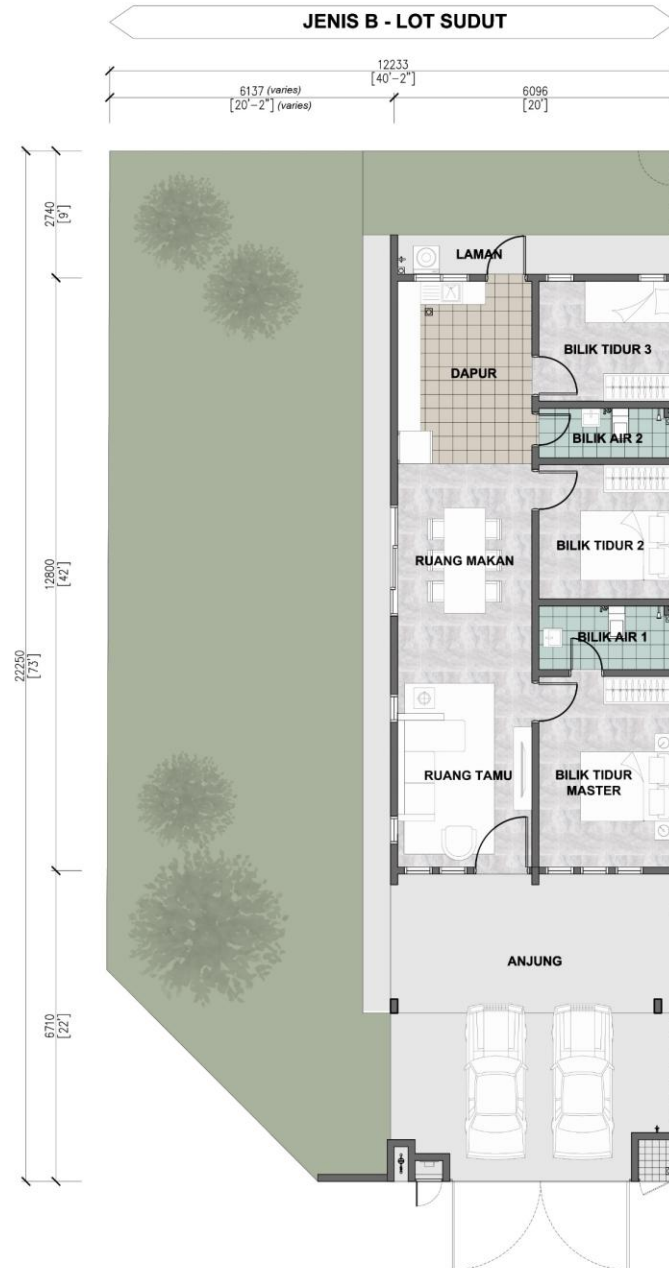 JENIS B - LOT SUDUT
12233
[40'-2"]
6137 (varies)
[20'-2"] (varies)
6096
[20']
2740
[9']
LAMAN
DAPUR
BILIK TIDUR 3
BILIK AIR 2
12800
[42']
22250
[73']
RUANG MAKAN
BILIK TIDUR 2
BILIK AIR 1
RUANG TAMU
BILIK TIDUR
MASTER
ANJUNG
6710
[22']